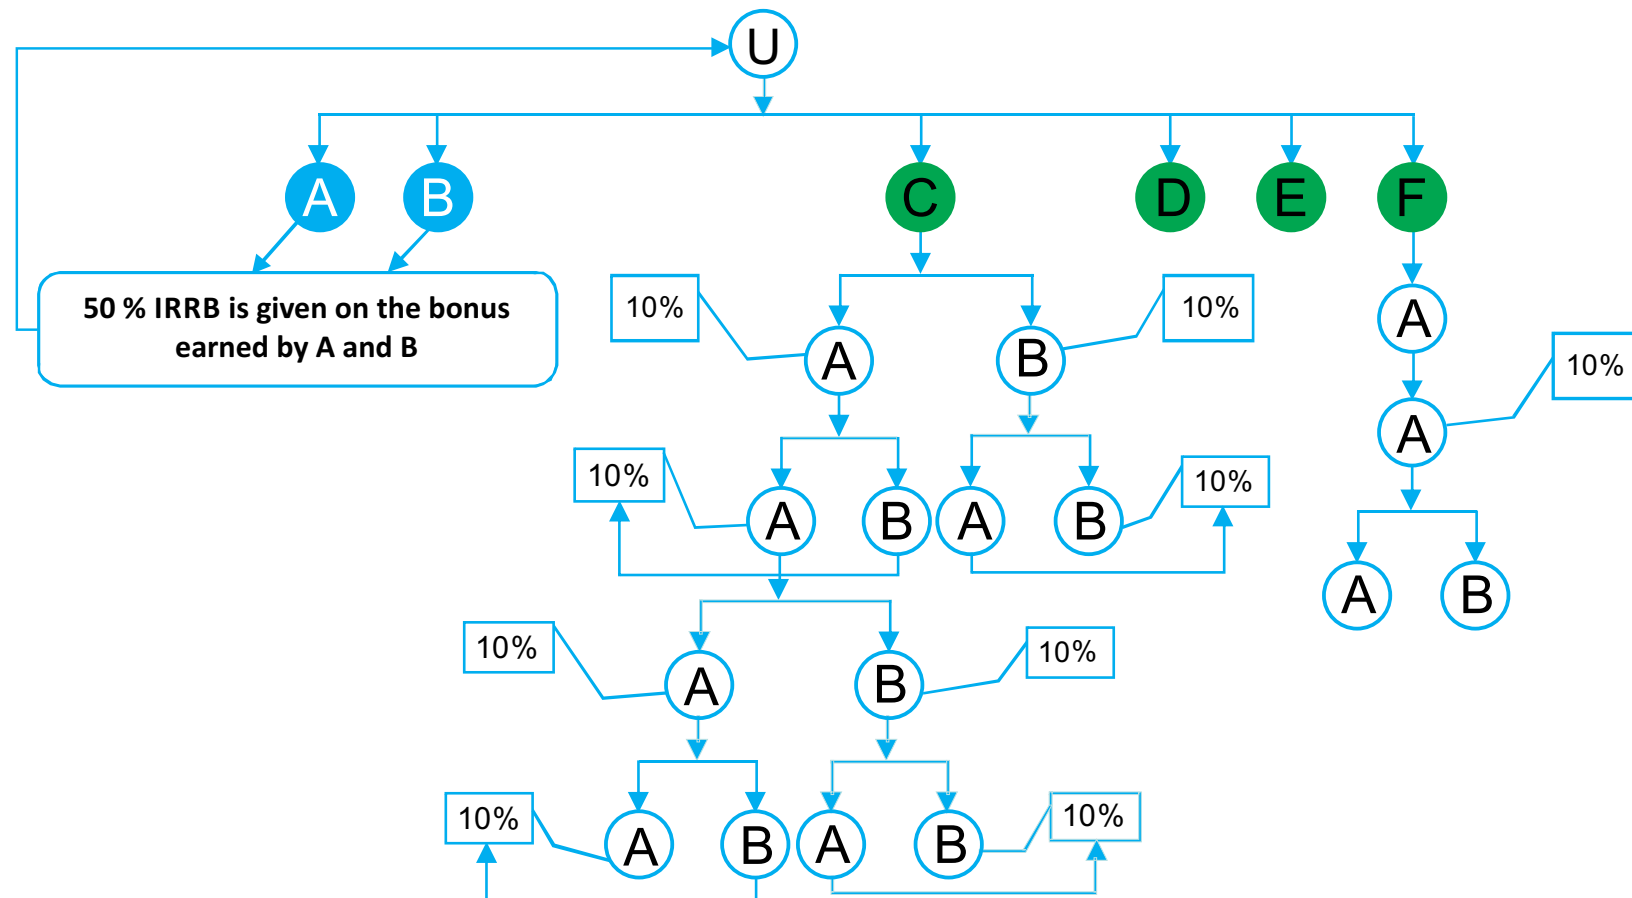 U
A B C D E F
50 % IRRB is given on the bonus
earned by A and B
10% 10%
A
A B
10%
A
10% 10%
A B A B
A B
10% 10%
A B
10% 10%
A B A B